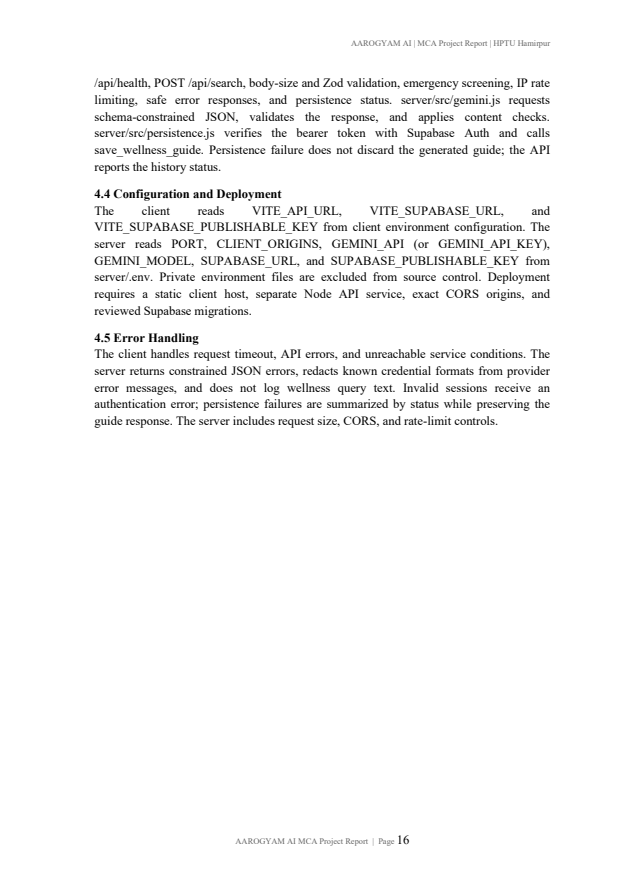 AAROGYAM AI | MCA Project Report | HPTU Hamirpur
/api/health, POST /api/search, body-size and Zod validation, emergency screening, IP rate
limiting, safe error responses, and persistence status. server/src/gemini.js requests
schema-constrained JSON, validates the response, and applies content checks.
server/src/persistence.js verifies the bearer token with Supabase Auth and calls
save_wellness_guide. Persistence failure does not discard the generated guide; the API
reports the history status.
4.4 Configuration and Deployment
The client reads VITE_API_URL, VITE_SUPABASE_URL, and
VITE_SUPABASE_PUBLISHABLE_KEY from client environment configuration. The
server reads PORT, CLIENT_ORIGINS, GEMINI_API (or GEMINI_API_KEY),
GEMINI_MODEL, SUPABASE_URL, and SUPABASE_PUBLISHABLE_KEY from
server/.env. Private environment files are excluded from source control. Deployment
requires a static client host, separate Node API service, exact CORS origins, and
reviewed Supabase migrations.
4.5 Error Handling
The client handles request timeout, API errors, and unreachable service conditions. The
server returns constrained JSON errors, redacts known credential formats from provider
error messages, and does not log wellness query text. Invalid sessions receive an
authentication error; persistence failures are summarized by status while preserving the
guide response. The server includes request size, CORS, and rate-limit controls.
AAROGYAM AI MCA Project Report | Page 16